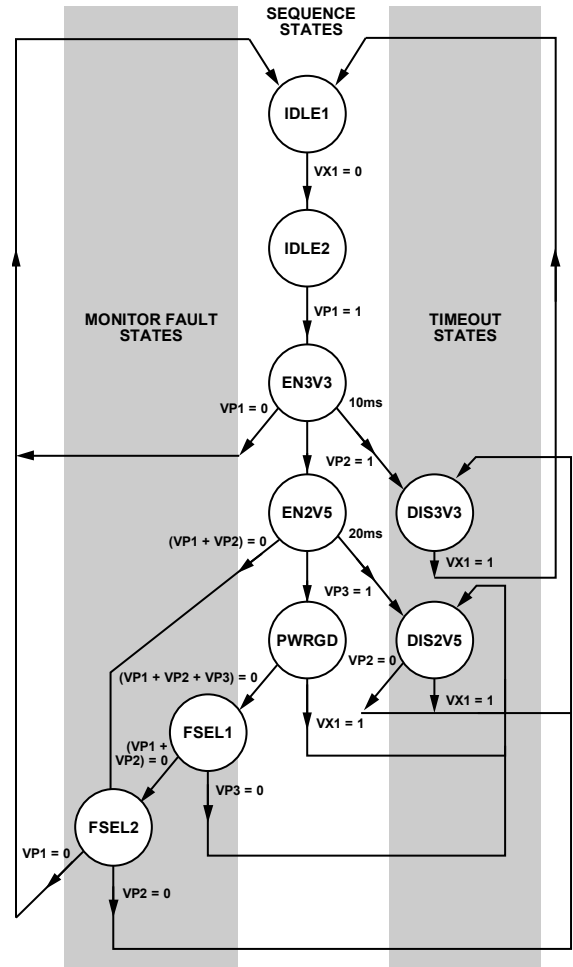 SEQUENCE
STATES
IDLE1
VX1 = 0
IDLE2
MONITOR FAULT
STATES
VP1 = 1
TIMEOUT
STATES
EN3V3
VP1 = 0
10ms
VP2 = 1
DIS3V3
EN2V5
(VP1 + VP2) = 0
20ms
VX1 = 1
VP3 = 1
PWRGD
DIS2V5
VP2 = 0
(VP1 + VP2 + VP3) = 0
VX1 = 1
VX1 = 1
FSEL1
(VP1 +
VP2) = 0
VP3 = 0
FSEL2
VP1 = 0
VP2 = 0